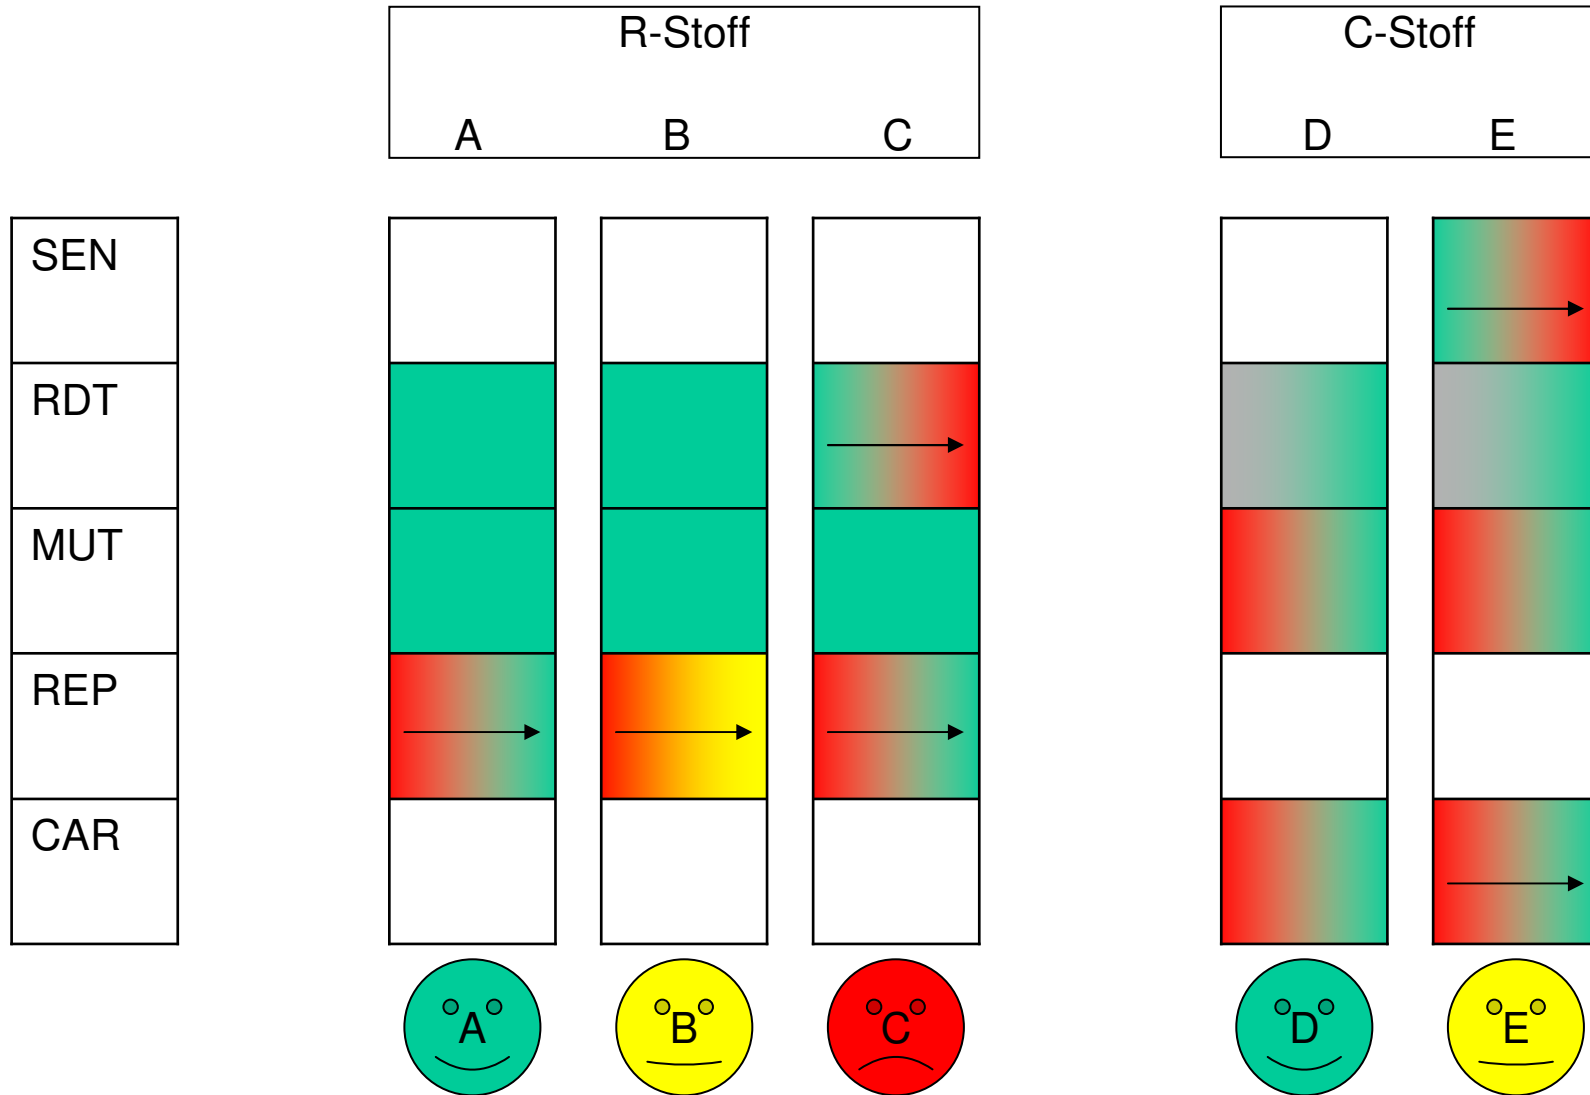 R-Stoff
C-Stoff
A B C
D E
SEN
RDT
MUT
REP
CAR
A B C D E